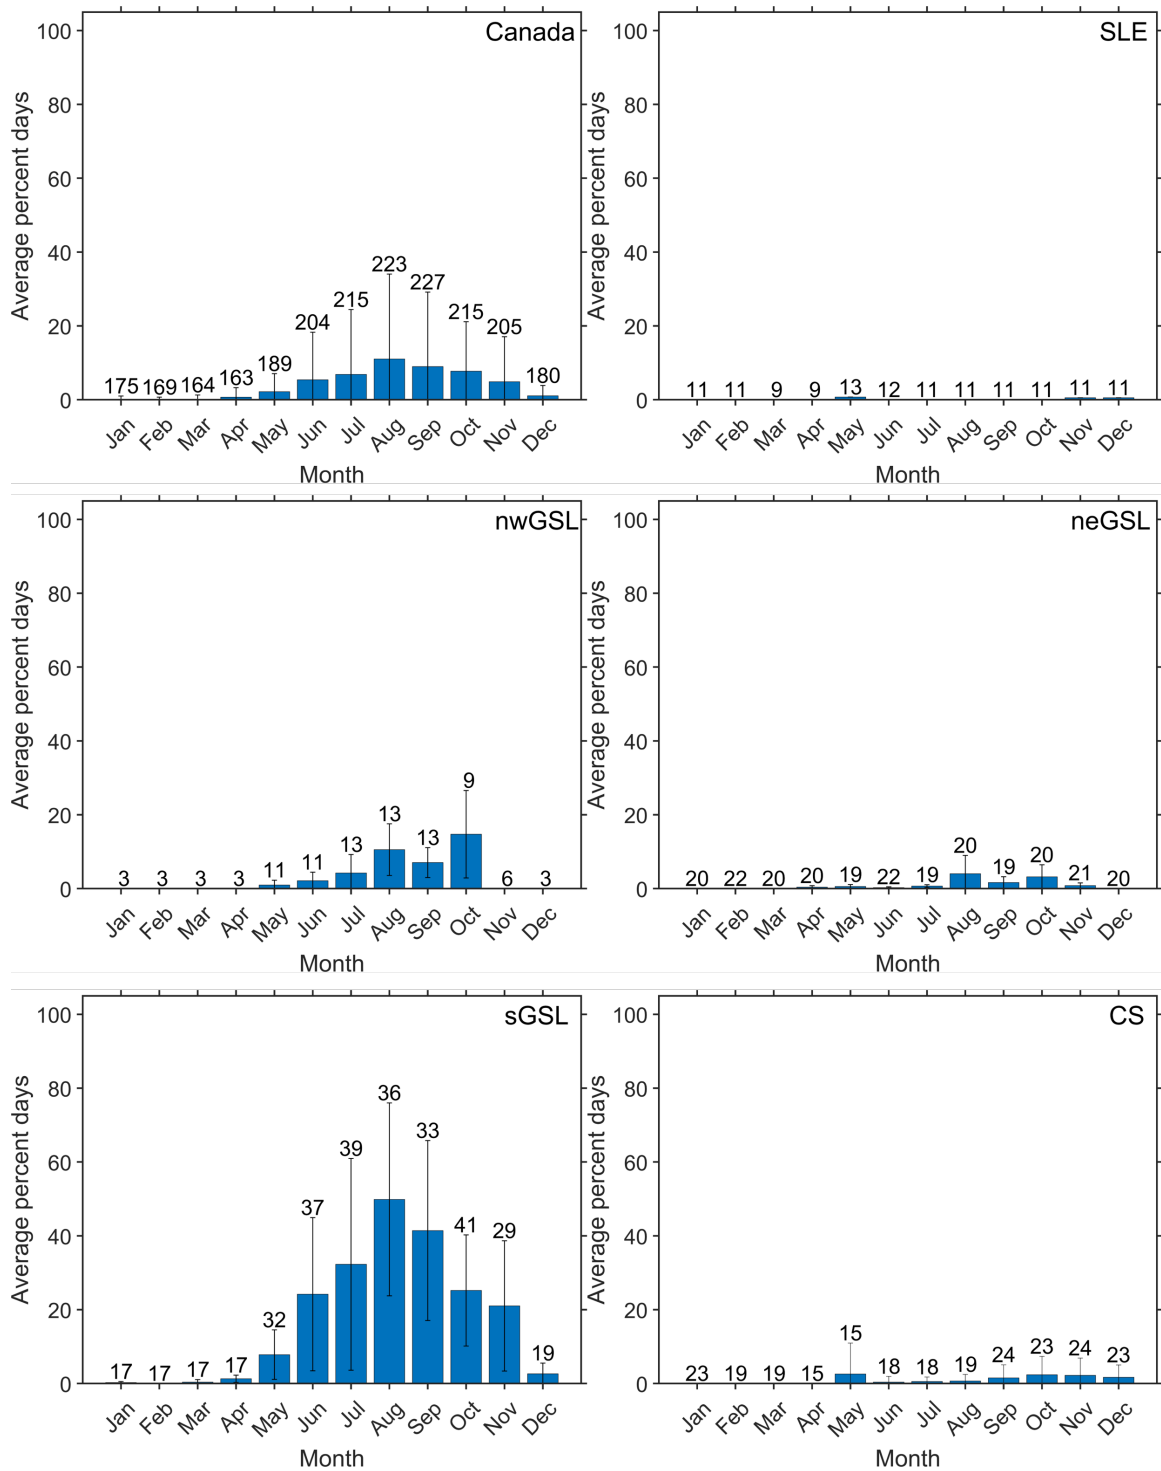 Canada
Average percent days
100
80
60
40
20
0
175 169 164 163 189 204 215 223 227 215 205 180
Jan Feb Mar Apr May Jun Jul Aug Sep Oct Nov Dec
Month
SLE
Average percent days
100
80
60
40
20
0
11 11 9 9 13 12 11 11 11 11 11 11
Jan Feb Mar Apr May Jun Jul Aug Sep Oct Nov Dec
Month
nwGSL
Average percent days
100
80
60
40
20
0
3 3 3 3 11 11 13 13 13 9 6 3
Jan Feb Mar Apr May Jun Jul Aug Sep Oct Nov Dec
Month
neGSL
Average percent days
100
80
60
40
20
0
20 22 20 20 19 22 19 20 19 20 21 20
Jan Feb Mar Apr May Jun Jul Aug Sep Oct Nov Dec
Month
sGSL
Average percent days
100
80
60
40
20
0
17 17 17 17 32 37 39 36 33 41 29 19
Jan Feb Mar Apr May Jun Jul Aug Sep Oct Nov Dec
Month
CS
Average percent days
100
80
60
40
20
0
23 19 19 15 15 18 18 19 24 23 24 23
Jan Feb Mar Apr May Jun Jul Aug Sep Oct Nov Dec
Month